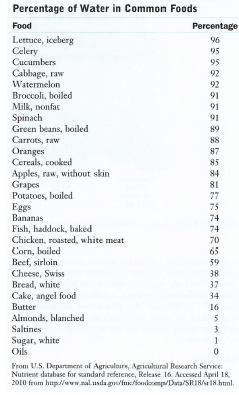 Percentage of Water in Common Foods
Food Percentage
Lettuce, iceberg 96
Celery 95
Cucumbers 95
Cabbage, raw 92
Watermelon 92
Broccoli, boiled 91
Milk, nonfat 91
Spinach 91
Green beans, boiled 89
Carrots, raw 88
Oranges 87
Cereals, cooked 85
Apples, raw, without skin 84
Grapes 81
Potatoes, boiled 77
Eggs 75
Bananas 74
Fish, haddock, baked 74
Chicken, roasted, white meat 70
Corn, boiled 65
Beef, sirloin 59
Cheese, Swiss 38
Bread, white 37
Cake, angel food 34
Butter 16
Almonds, blanched 5
Saltines 3
Sugar, white 1
Oils 0
From U.S. Department of Agriculture, Agricultural Research Service:
Nutrient database for standard reference, Release 16. Accessed April 18,
2010 from http://www.nal.usda.gov/fnic/foodcomp/Data/SR18/sr18.html.